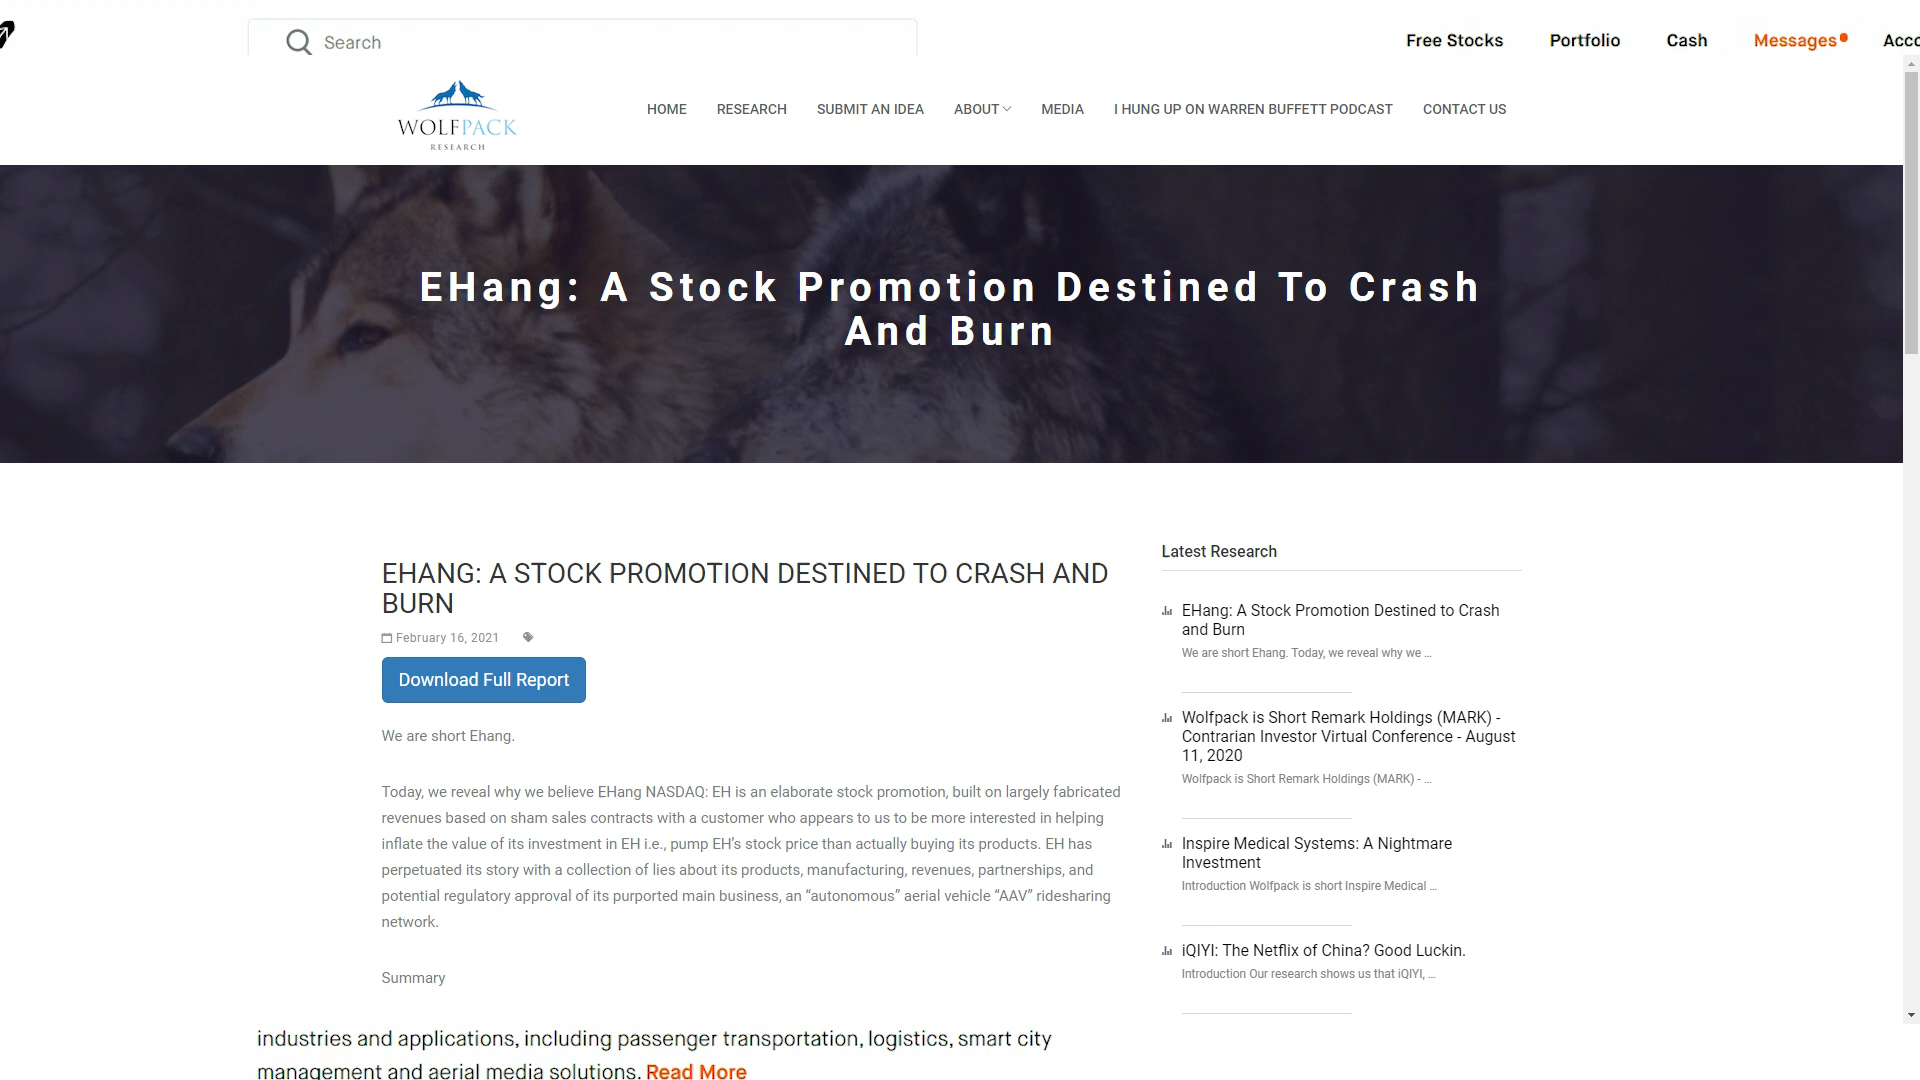 Search
Free Stocks
Portfolio
Cash
Messages
Acco
WOLFPACK
RESEARCH
HOME
RESEARCH
SUBMIT AN IDEA
ABOUT
MEDIA
I HUNG UP ON WARREN BUFFETT PODCAST
CONTACT US
EHang: A Stock Promotion Destined To Crash
And Burn
EHANG: A STOCK PROMOTION DESTINED TO CRASH AND
BURN
February 16, 2021
Download Full Report
We are short Ehang.
Today, we reveal why we believe EHang NASDAQ: EH is an elaborate stock promotion, built on largely fabricated
revenues based on sham sales contracts with a customer who appears to us to be more interested in helping
inflate the value of its investment in EH i.e., pump EH’s stock price than actually buying its products. EH has
perpetuated its story with a collection of lies about its products, manufacturing, revenues, partnerships, and
potential regulatory approval of its purported main business, an “autonomous” aerial vehicle “AAV” ridesharing
network.
Summary
Latest Research
EHang: A Stock Promotion Destined to Crash
and Burn
We are short Ehang. Today, we reveal why we ...
Wolfpack is Short Remark Holdings (MARK) -
Contrarian Investor Virtual Conference - August
11, 2020
Wolfpack is Short Remark Holdings (MARK) - ...
Inspire Medical Systems: A Nightmare
Investment
Introduction Wolfpack is short Inspire Medical ...
iQIYI: The Netflix of China? Good Luckin.
Introduction Our research shows us that iQIYI, ...
industries and applications, including passenger transportation, logistics, smart city
management and aerial media solutions. Read More